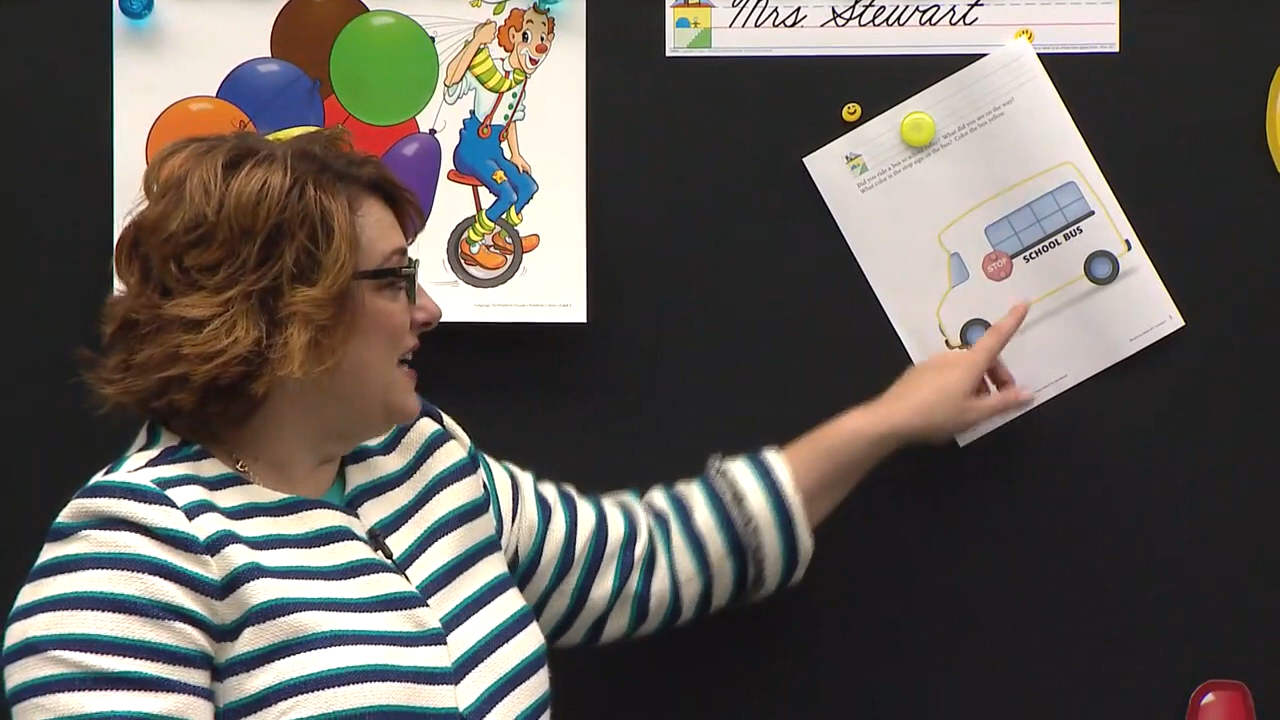 Mrs. Stewart
Did you ride a bus to school today? What did you see on the way?
What color is the stop sign on the bus? Color the bus yellow.
SCHOOL BUS
STOP